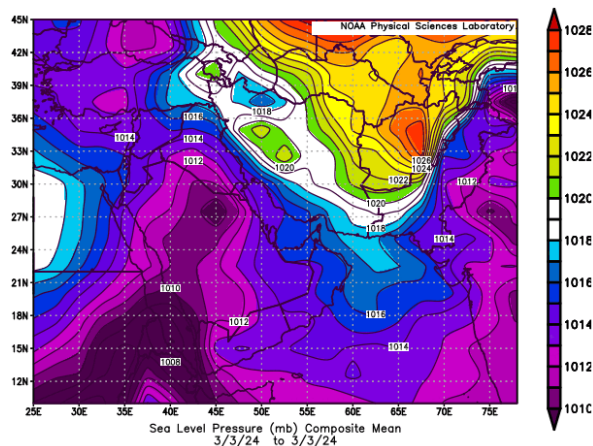 NOAA Physical Sciences Laboratory
45N
42N
39N
36N
33N
30N
27N
24N
21N
18N
15N
12N
25E
30E
35E
40E
45E
50E
55E
60E
65E
70E
75E
1018
1016
1014
1014
1012
1020
1026
1024
1022
1012
1020
1018
1014
1010
1012
1016
1014
1008
1028
1026
1024
1022
1020
1018
1016
1014
1012
1010
Sea Level Pressure (mb) Composite Mean
3/3/24 to 3/3/24